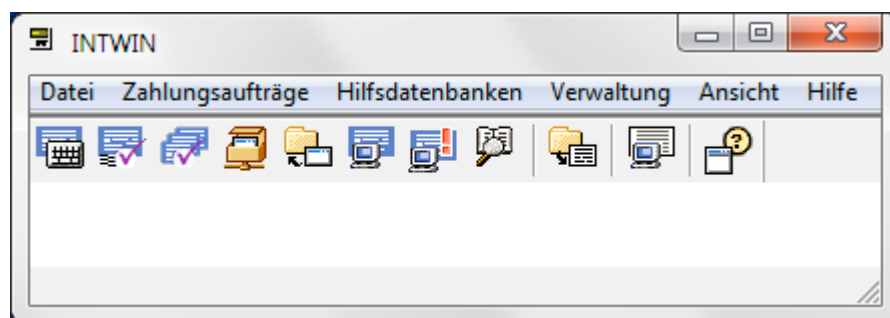 INTWIN
Datei Zahlungsaufträge Hilfsdatenbanken Verwaltung Ansicht Hilfe